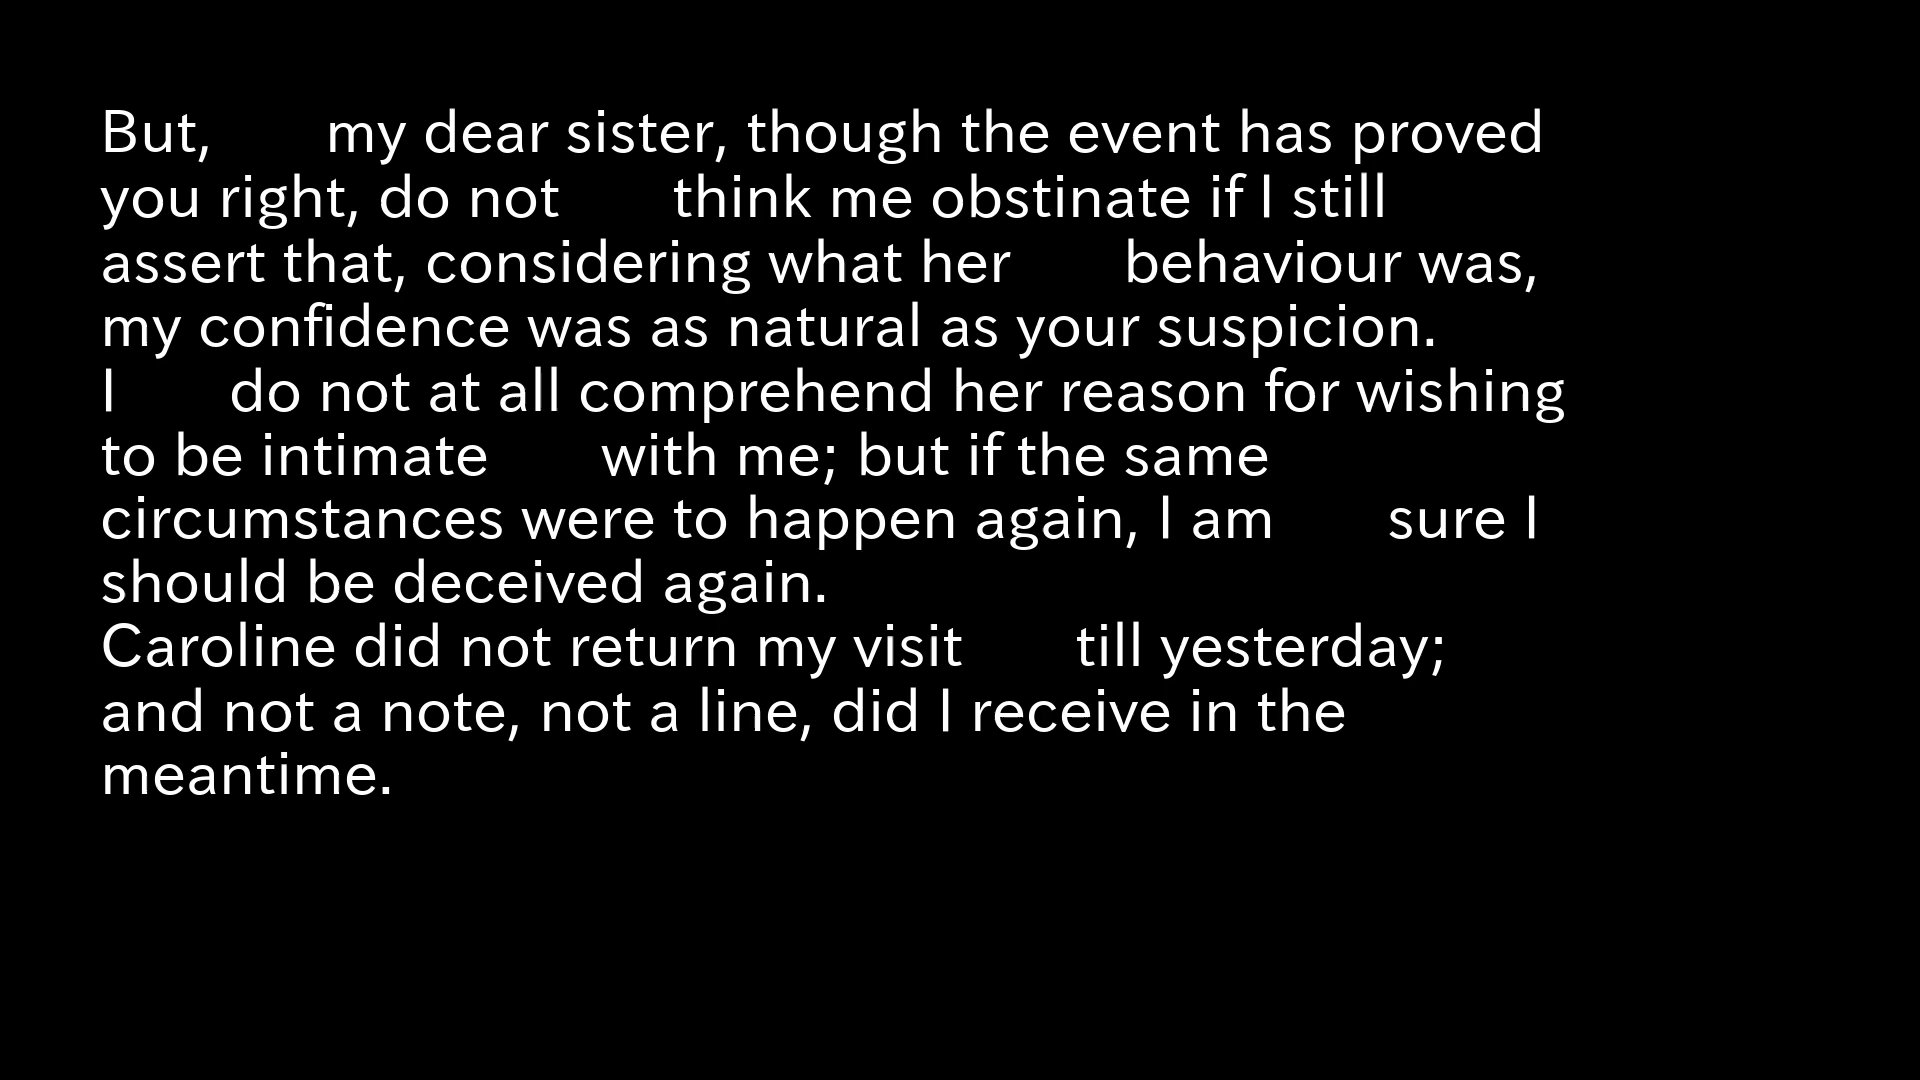 But, my dear sister, though the event has proved
you right, do not think me obstinate if I still
assert that, considering what her behaviour was,
my confidence was as natural as your suspicion.
I do not at all comprehend her reason for wishing
to be intimate with me; but if the same
circumstances were to happen again, I am sure I
should be deceived again.
Caroline did not return my visit till yesterday;
and not a note, not a line, did I receive in the
meantime.